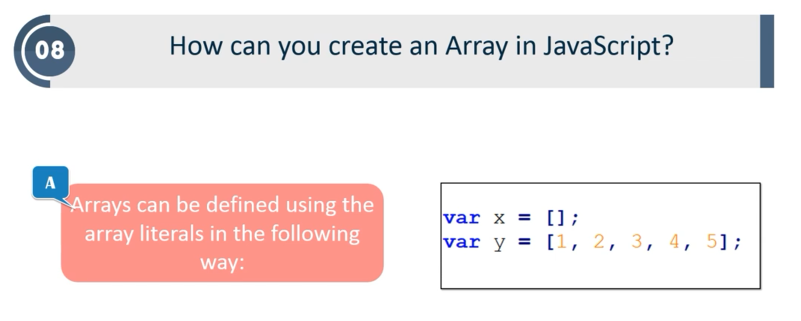 08
How can you create an Array in JavaScript?
A
Arrays can be defined using the
array literals in the following
way:
var x = [];
var y = [1, 2, 3, 4, 5];